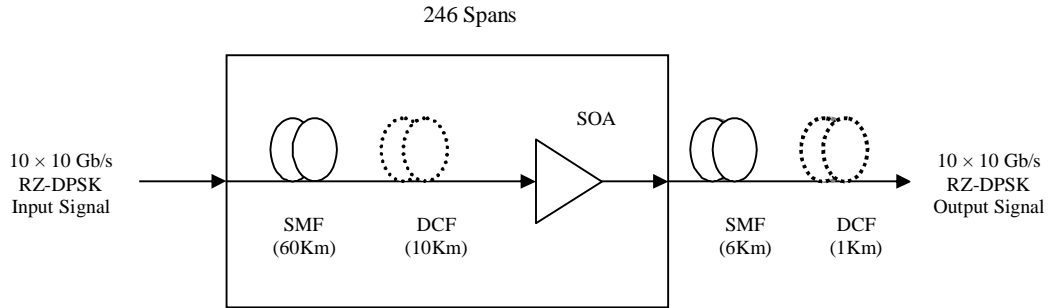 246 Spans
10 × 10 Gb/s
RZ-DPSK
Input Signal
SMF
(60Km)
DCF
(10Km)
SOA
SMF
(6Km)
DCF
(1Km)
10 × 10 Gb/s
RZ-DPSK
Output Signal